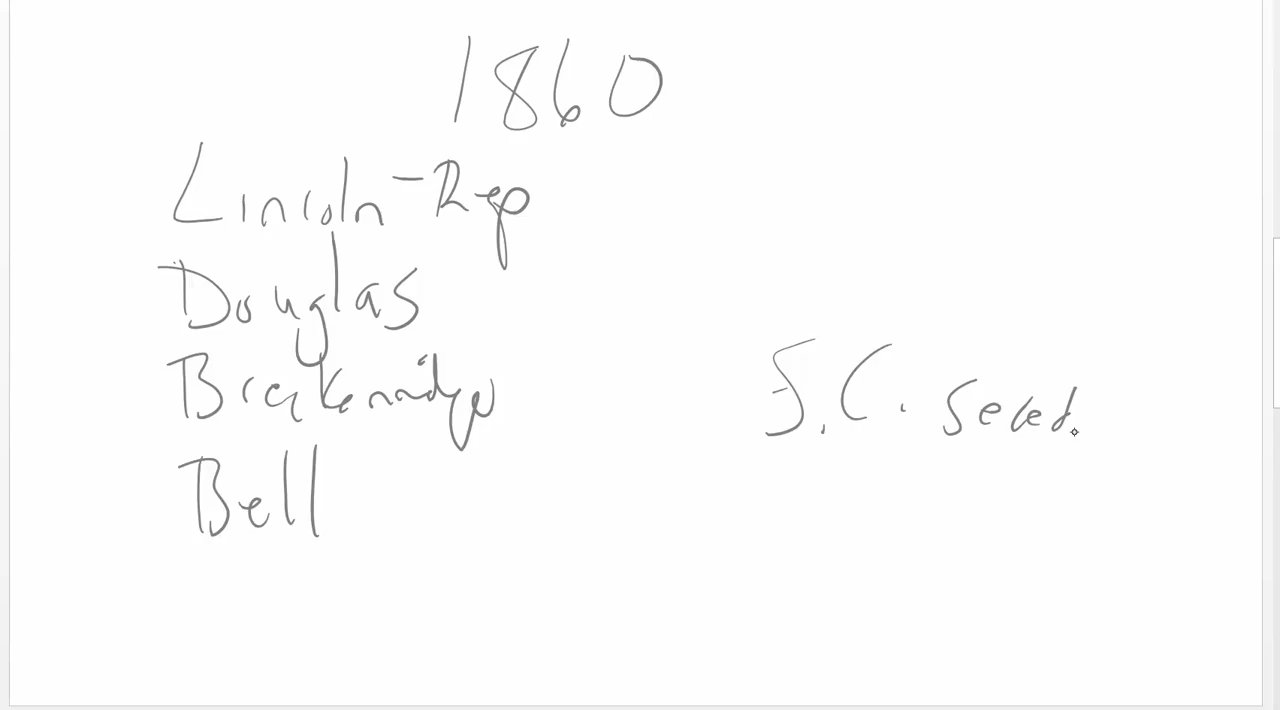 1860
Lincoln - Rep
Douglas
Breckenridge
Bell
S.C. seced